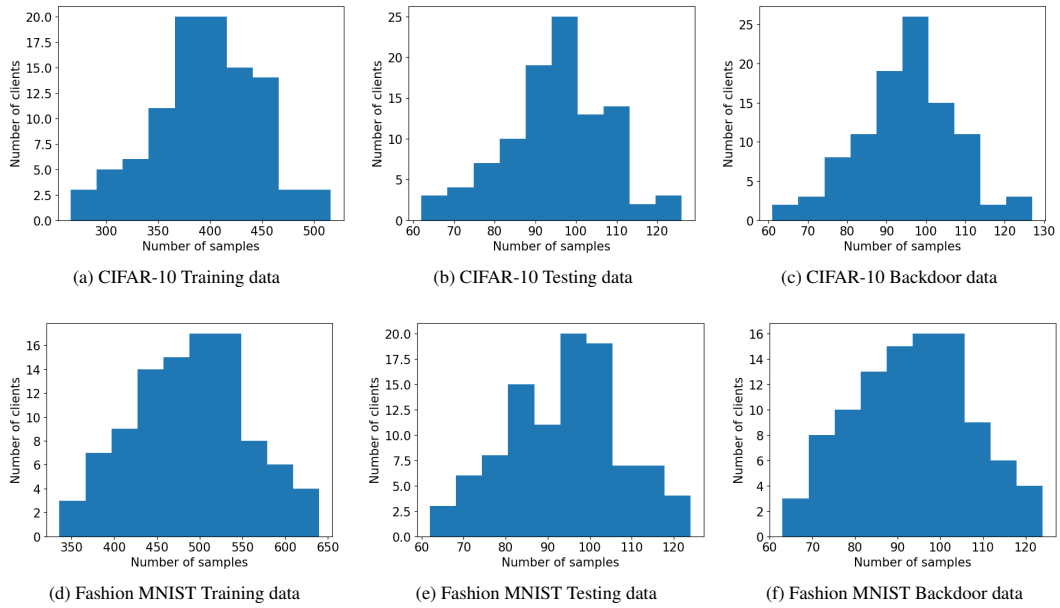 20.0
17.5
15.0
12.5
10.0
7.5
5.0
2.5
0.0
Number of clients
300 350 400 450 500
Number of samples
(a) CIFAR-10 Training data
25
20
15
10
5
0
Number of clients
60 70 80 90 100 110 120
Number of samples
(b) CIFAR-10 Testing data
25
20
15
10
5
0
Number of clients
60 70 80 90 100 110 120 130
Number of samples
(c) CIFAR-10 Backdoor data
16
14
12
10
8
6
4
2
0
Number of clients
350 400 450 500 550 600 650
Number of samples
(d) Fashion MNIST Training data
20.0
17.5
15.0
12.5
10.0
7.5
5.0
2.5
0.0
Number of clients
60 70 80 90 100 110 120
Number of samples
(e) Fashion MNIST Testing data
16
14
12
10
8
6
4
2
0
Number of clients
60 70 80 90 100 110 120
Number of samples
(f) Fashion MNIST Backdoor data